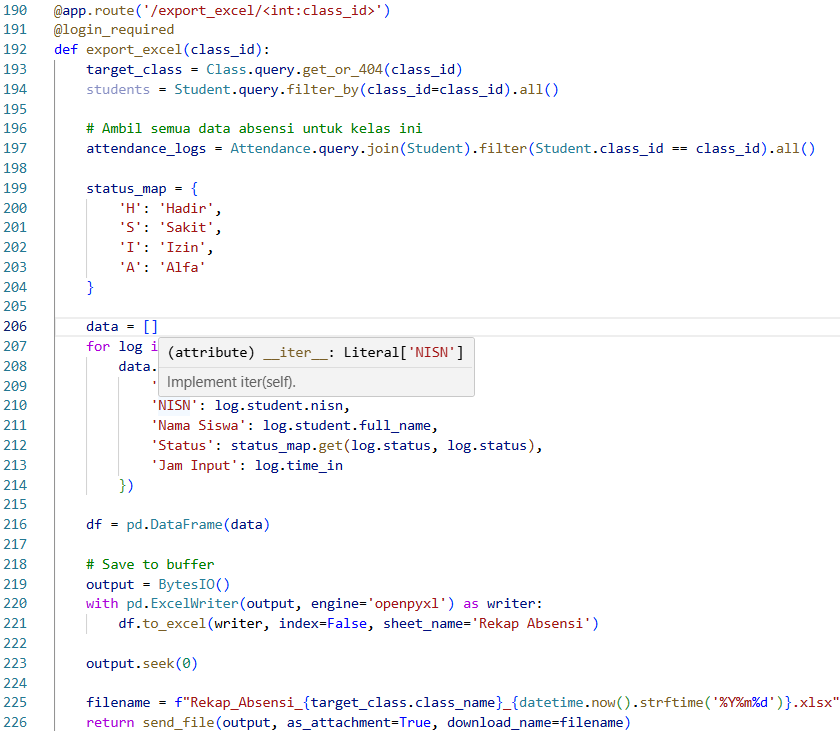 190 @app.route('/export_excel/<int:class_id>')
191 @login_required
192 def export_excel(class_id):
193     target_class = Class.query.get_or_404(class_id)
194     students = Student.query.filter_by(class_id=class_id).all()
195
196     # Ambil semua data absensi untuk kelas ini
197     attendance_logs = Attendance.query.join(Student).filter(Student.class_id == class_id).all()
198
199     status_map = {
200         'H': 'Hadir',
201         'S': 'Sakit',
202         'I': 'Izin',
203         'A': 'Alfa'
204     }
205
206     data = []
207     for log i
(attribute) __iter__: Literal['NISN']
208         data.
Implement iter(self).
209             '
210             'NISN': log.student.nisn,
211             'Nama Siswa': log.student.full_name,
212             'Status': status_map.get(log.status, log.status),
213             'Jam Input': log.time_in
214         })
215
216     df = pd.DataFrame(data)
217
218     # Save to buffer
219     output = BytesIO()
220     with pd.ExcelWriter(output, engine='openpyxl') as writer:
221         df.to_excel(writer, index=False, sheet_name='Rekap Absensi')
222
223     output.seek(0)
224
225     filename = f"Rekap_Absensi_{target_class.class_name}_{datetime.now().strftime('%Y%m%d')}.xlsx"
226     return send_file(output, as_attachment=True, download_name=filename)